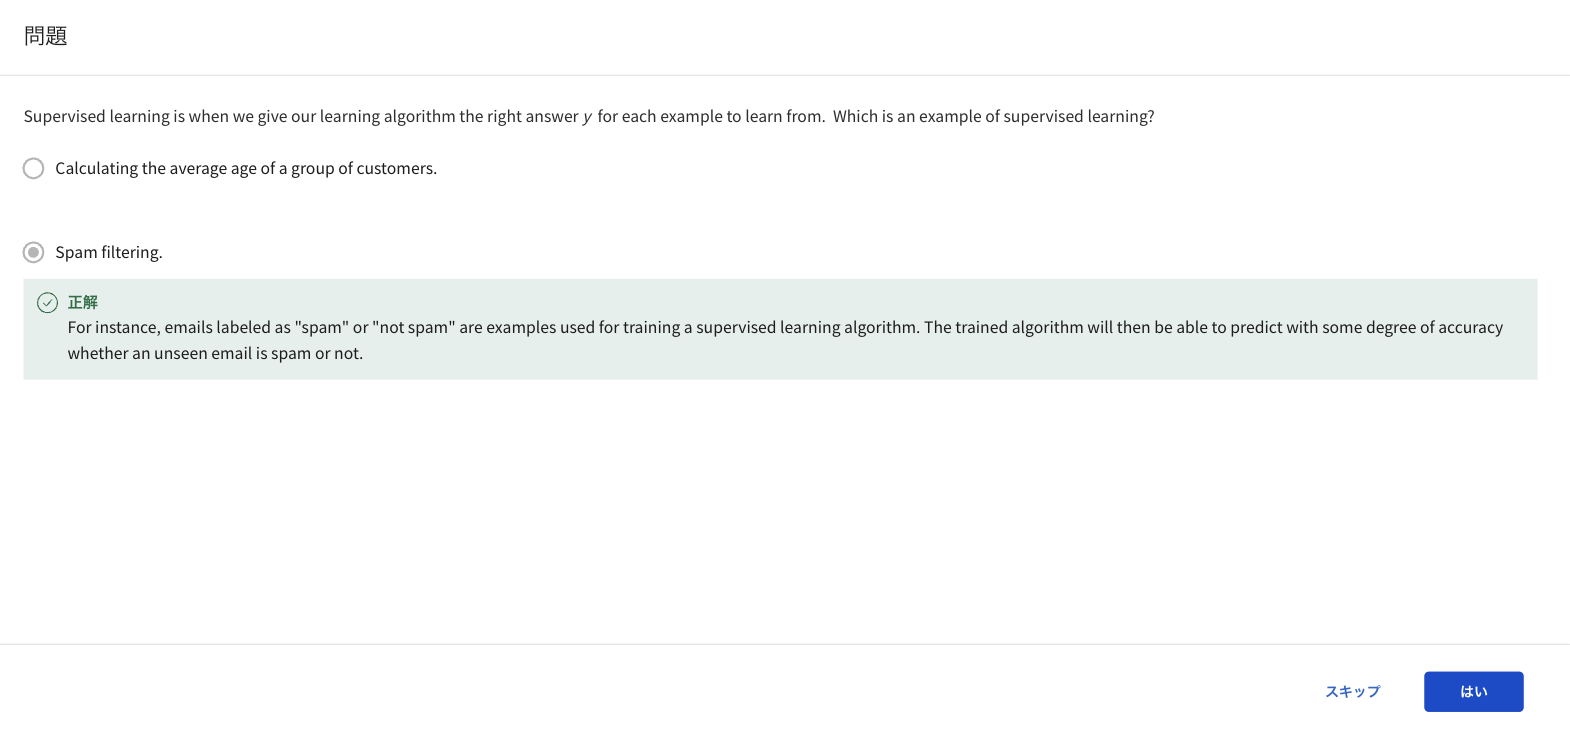 問題
Supervised learning is when we give our learning algorithm the right answer y for each example to learn from. Which is an example of supervised learning?
Calculating the average age of a group of customers.
Spam filtering.
正解
For instance, emails labeled as "spam" or "not spam" are examples used for training a supervised learning algorithm. The trained algorithm will then be able to predict with some degree of accuracy
whether an unseen email is spam or not.
スキップ
はい